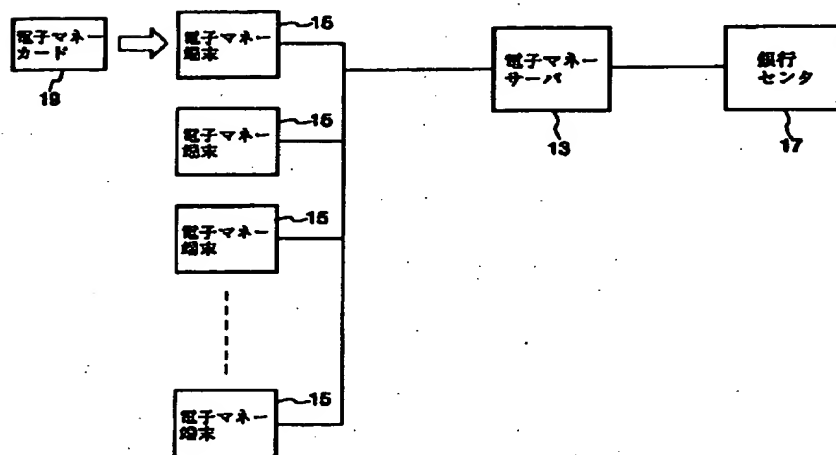 電子マネー
カード
19
電子マネー
端末
15
電子マネー
端末
15
電子マネー
端末
15
電子マネー
端末
15
電子マネー
サーバ
13
銀行
センタ
17